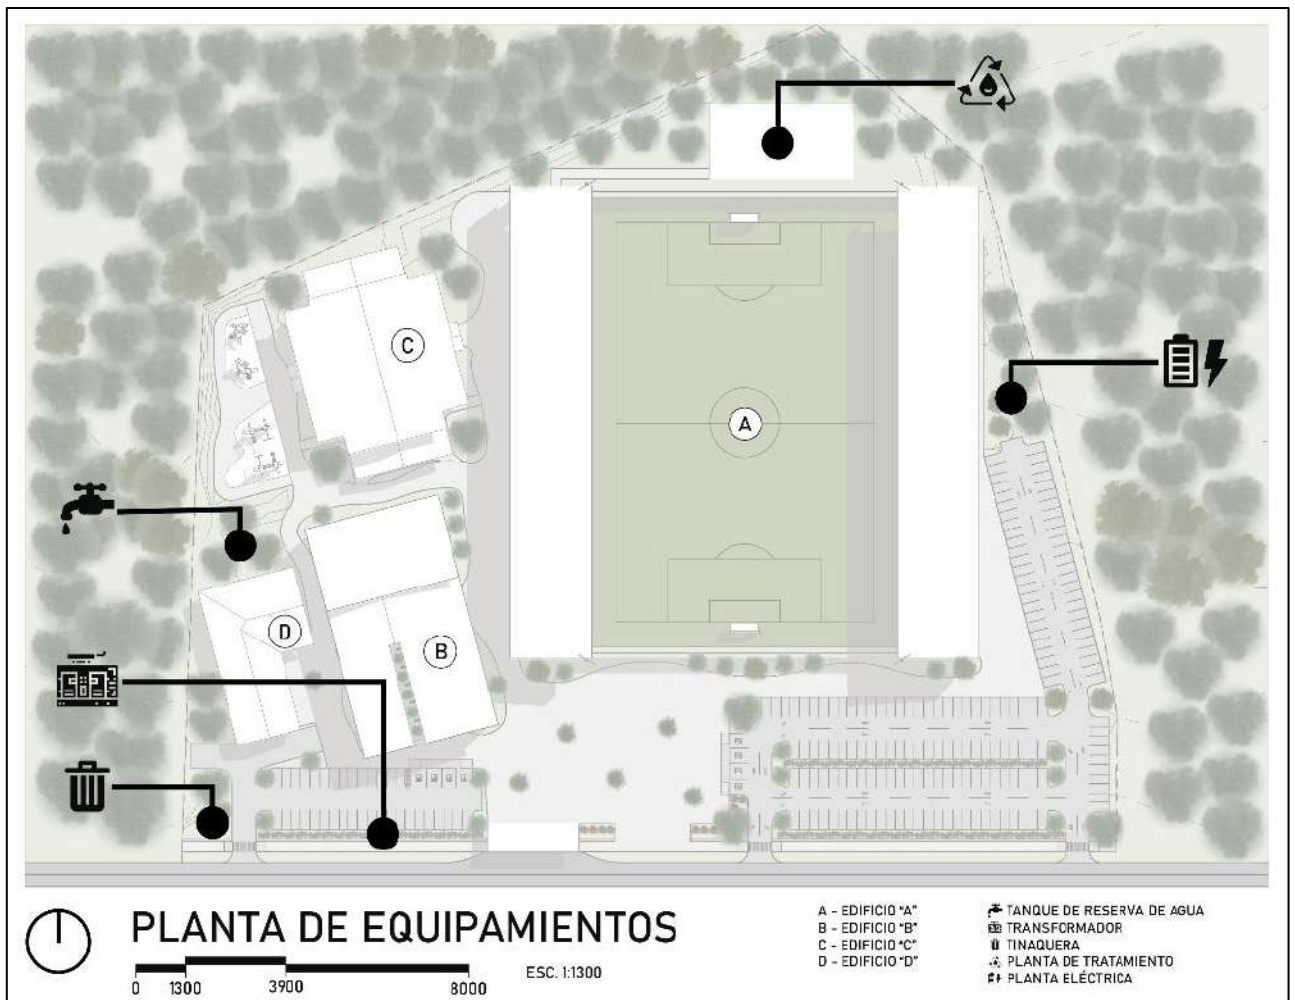 C
A
D
B
PLANTA DE EQUIPAMIENTOS
0 1300 3900 8000
ESC. 1:1300
A - EDIFICIO "A"
B - EDIFICIO "B"
C - EDIFICIO "C"
D - EDIFICIO "D"
TANQUE DE RESERVA DE AGUA
TRANSFORMADOR
TINAQUERA
PLANTA DE TRATAMIENTO
PLANTA ELÉCTRICA